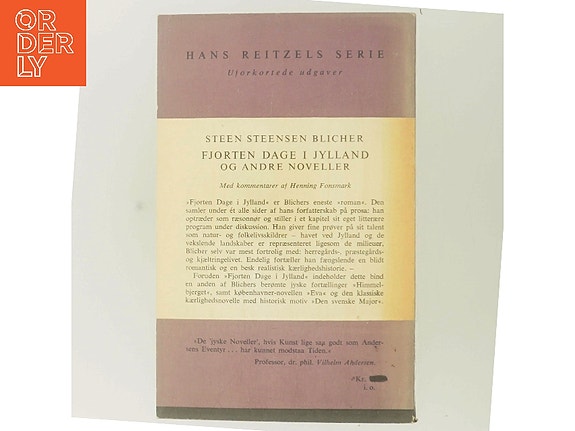 OR
DER
LY
HANS REITZELS SERIE
Uforkortede udgaver
STEEN STEENSEN BLICHER
FJORTEN DAGE I JYLLAND
OG ANDRE NOVELLER
Med kommentarer af Henning Fonsmark
»Fjorten Dage i Jylland« er Blichers eneste »roman«. Den
samler under ét alle sider af hans forfatterskab på prosa: han
optræder som ræsonnør og stiller i et kapitel sit eget litterære
program under diskussion. Han giver fine prøver på sit talent
som natur- og folkelivsskildrer – havet ved Jylland og de
vekslende landskaber er repræsenteret ligesom de milieuer,
Blicher selv var mest fortrolig med: herregårds-, præstegårds-
og kjæltringelivet. Endelig fortæller han fængslende en blidt
romantisk og en besk realistisk kærlighedshistorie. –
Foruden »Fjorten Dage i Jylland« indeholder dette bind
en anden af Blichers berømte jyske fortællinger »Himmel-
bjerget«, samt københavner-novellen »Eva« og den klassiske
kærlighedsnovelle med historisk motiv »Den svenske Major«.
»De 'jyske Noveller', hvis Kunst lige saa godt som Ander-
sens Eventyr . . . har kunnet modstaa Tiden.«
Professor, dr. phil. Vilhelm Andersen.
Kr.
i. o.